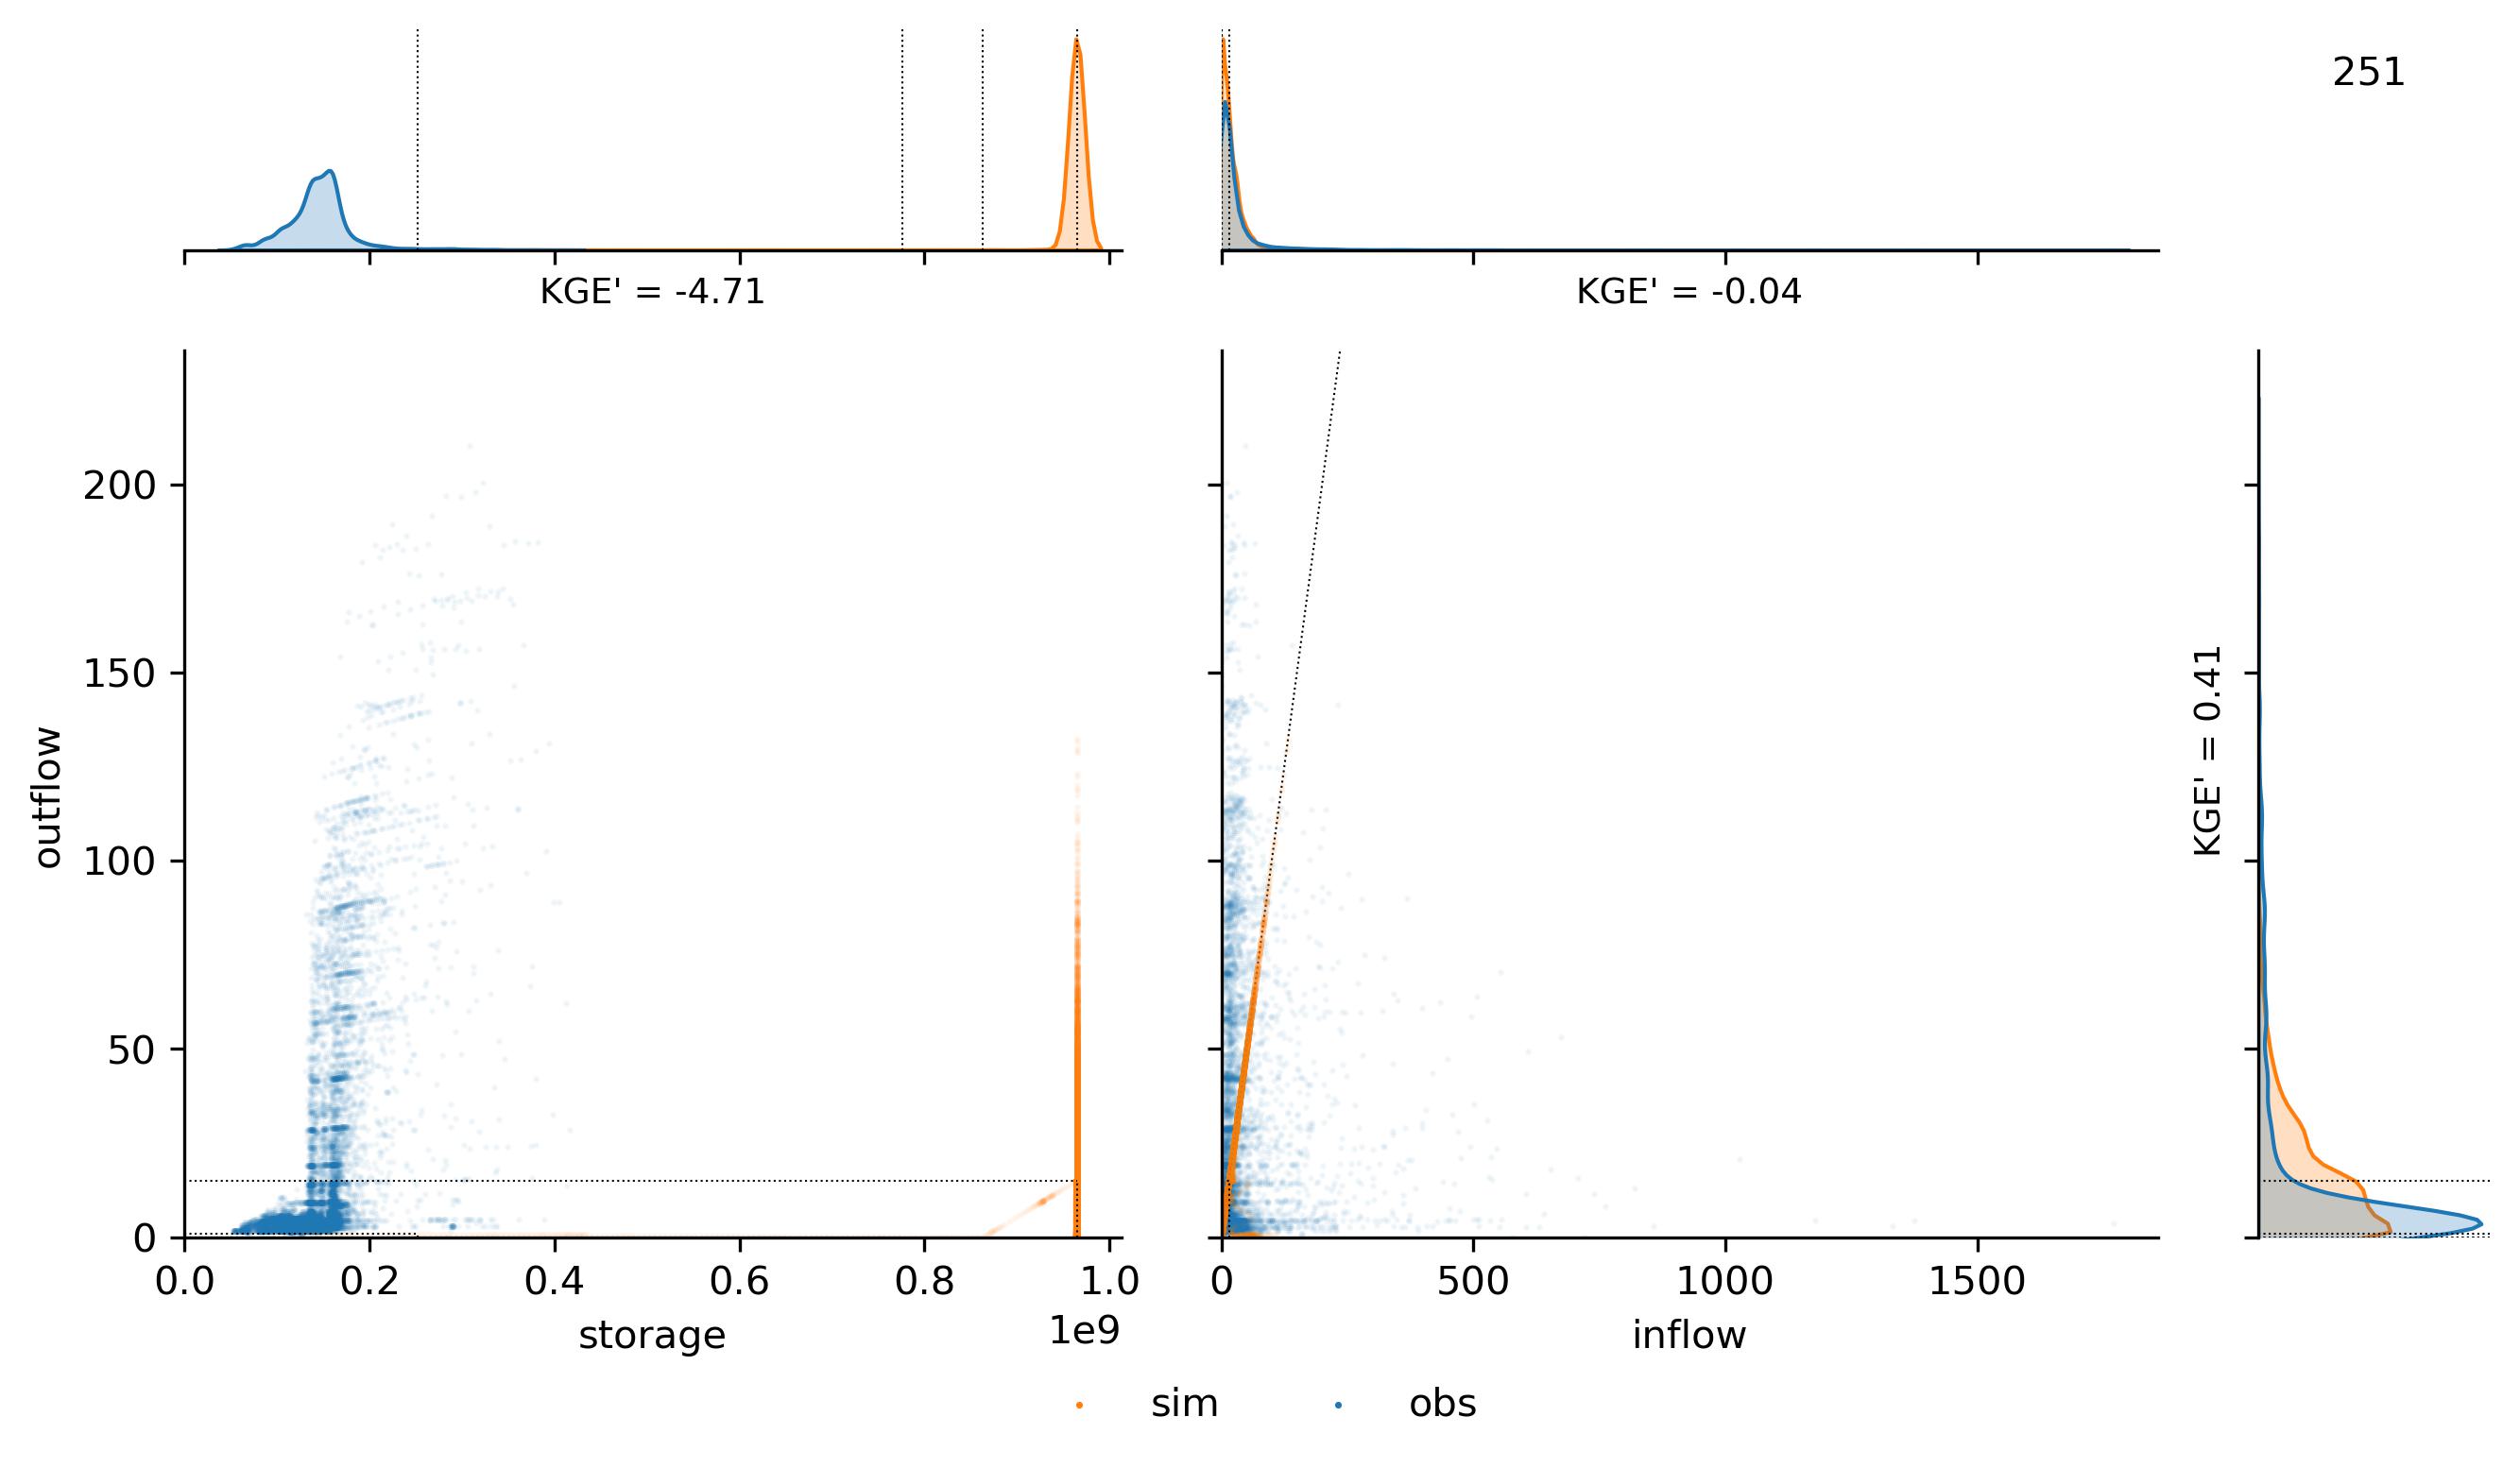 251
KGE' = -4.71
KGE' = -0.04
outflow
200
150
100
50
0
KGE' = 0.41
0.0 0.2 0.4 0.6 0.8 1.0
1e9
storage
0 500 1000 1500
inflow
sim obs